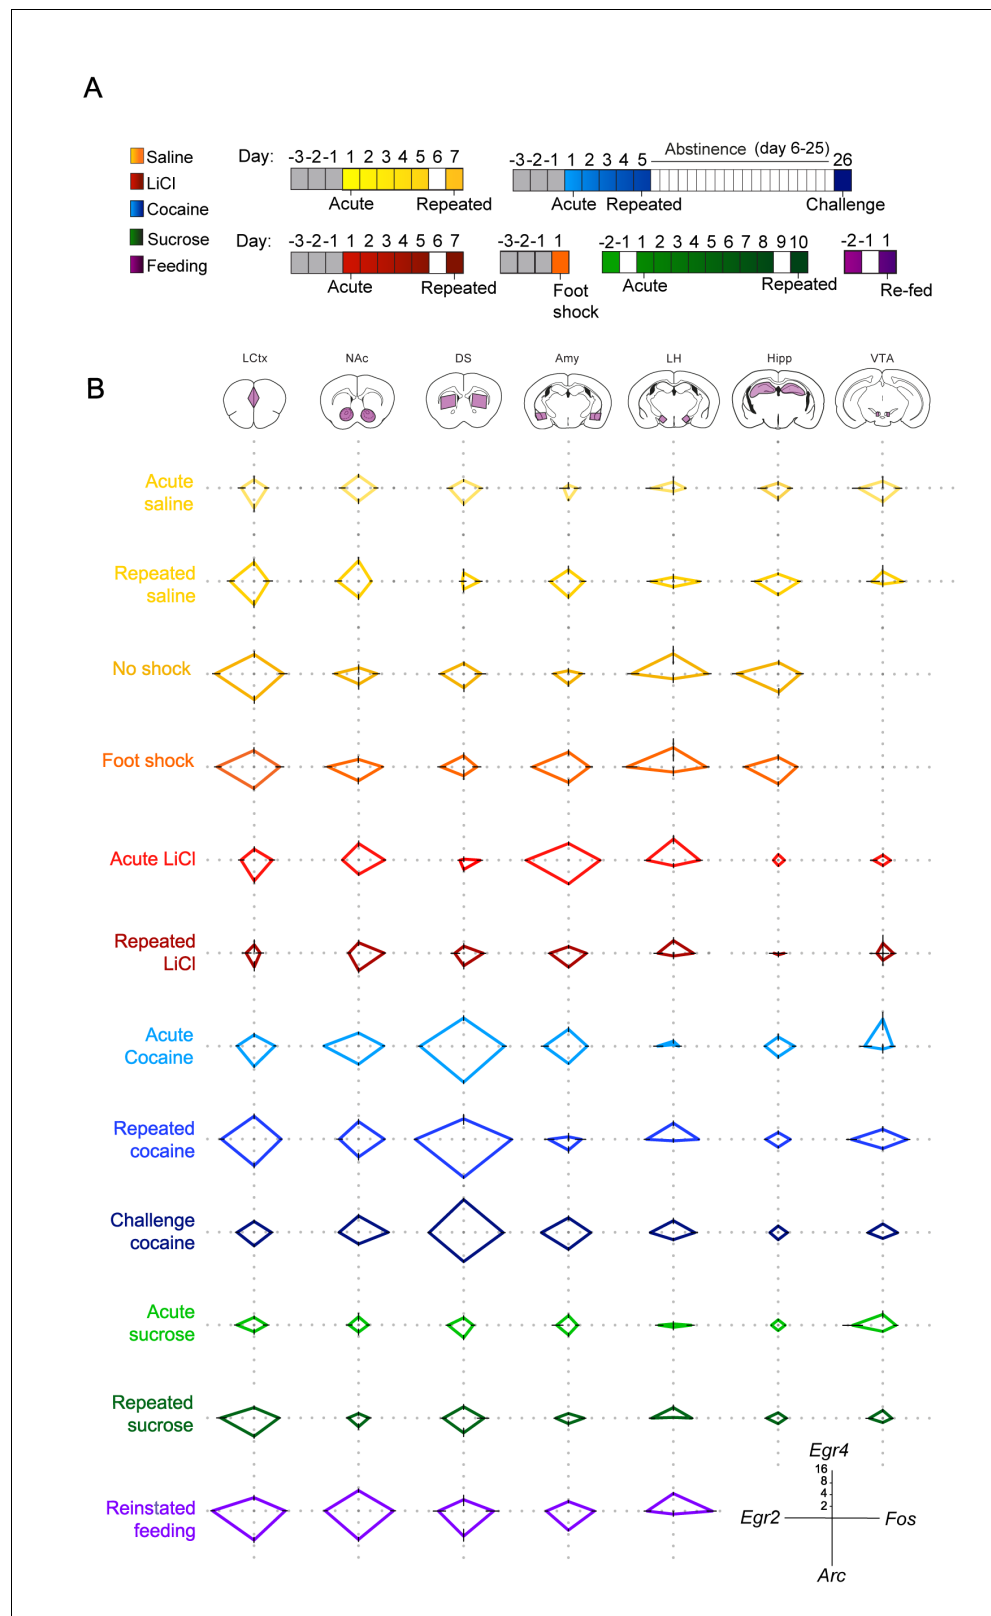 A
Saline
LiCl
Cocaine
Sucrose
Feeding
Day: -3 -2 -1 1 2 3 4 5 6 7
Acute Repeated
-3 -2 -1 1 2 3 4 5 Abstinence (day 6-25) 26
Acute Repeated Challenge
Day: -3 -2 -1 1 2 3 4 5 6 7
Acute Repeated
-3 -2 -1 1
Foot
shock
-2 -1 1 2 3 4 5 6 7 8 9 10
Acute Repeated
-2 -1 1
Re-fed
B
LCtx NAc DS Amy LH Hipp VTA
Acute
saline
Repeated
saline
No shock
Foot shock
Acute LiCl
Repeated
LiCl
Acute
Cocaine
Repeated
cocaine
Challenge
cocaine
Acute
sucrose
Repeated
sucrose
Reinstated
feeding
Egr4
16
8
4
2
Egr2 Fos
Arc